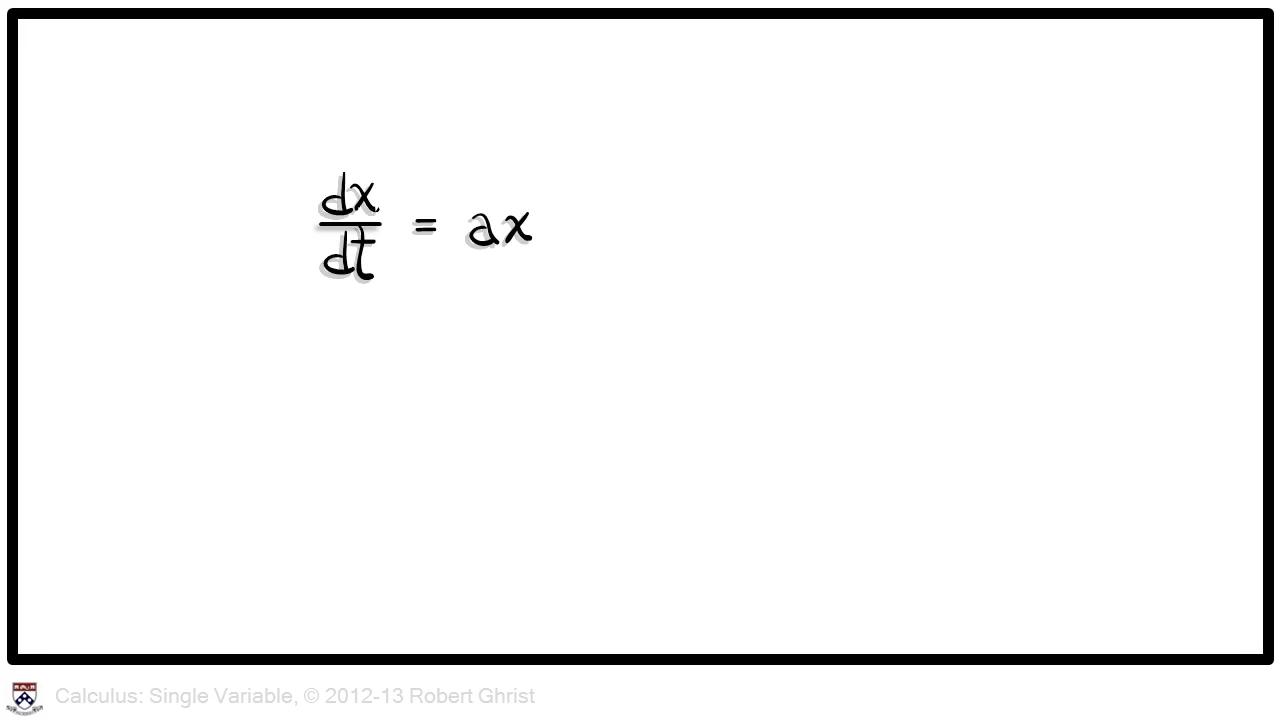 dx/dt = ax
Calculus: Single Variable, © 2012-13 Robert Ghrist